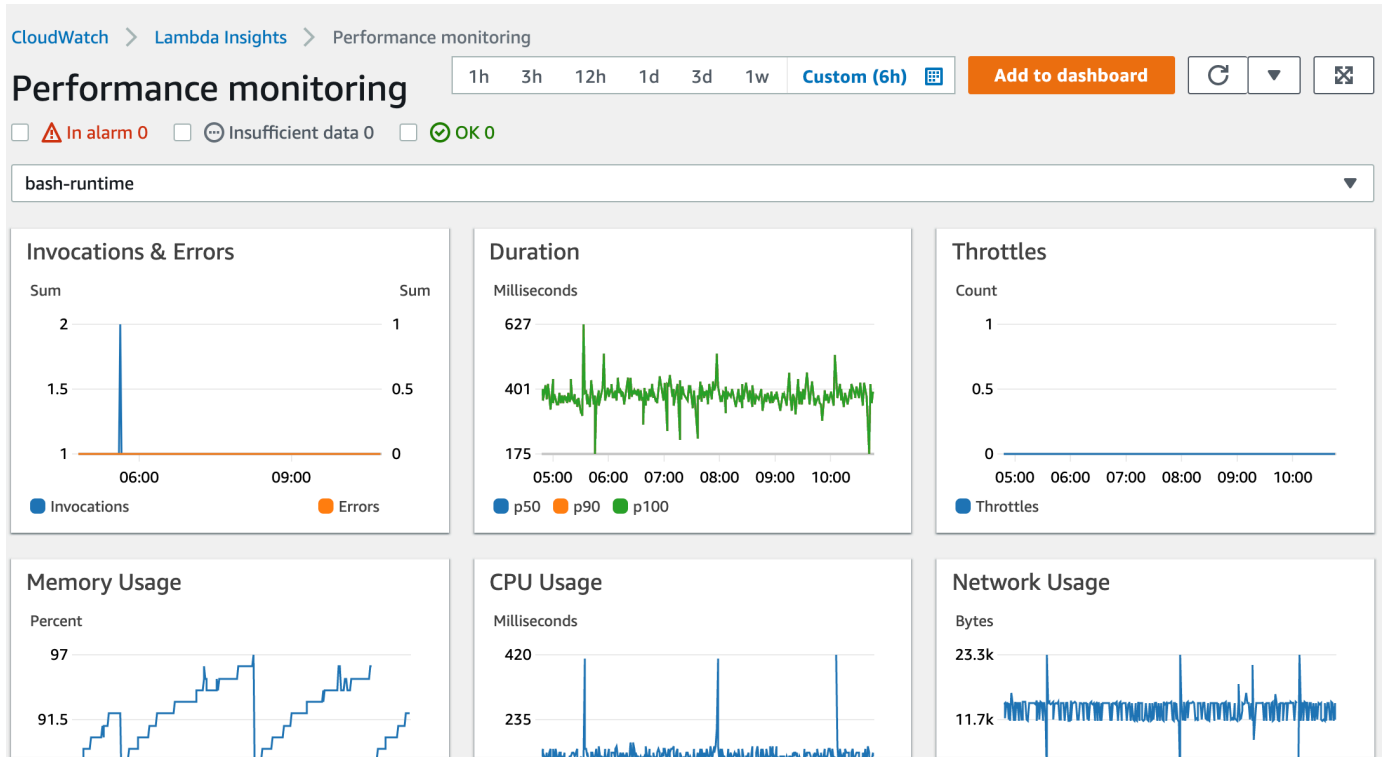 CloudWatch Lambda Insights Performance monitoring
Performance monitoring
1h 3h 12h 1d 3d 1w Custom (6h) Add to dashboard
In alarm 0 Insufficient data 0 OK 0
bash-runtime
Invocations & Errors
Sum Sum
2 1
1.5 0.5
1 0
06:00 09:00
Invocations Errors
Duration
Milliseconds
627
401
175
05:00 06:00 07:00 08:00 09:00 10:00
p50 p90 p100
Throttles
Count
1
0.5
0
05:00 06:00 07:00 08:00 09:00 10:00
Throttles
Memory Usage
Percent
97
91.5
CPU Usage
Milliseconds
420
235
Network Usage
Bytes
23.3k
11.7k